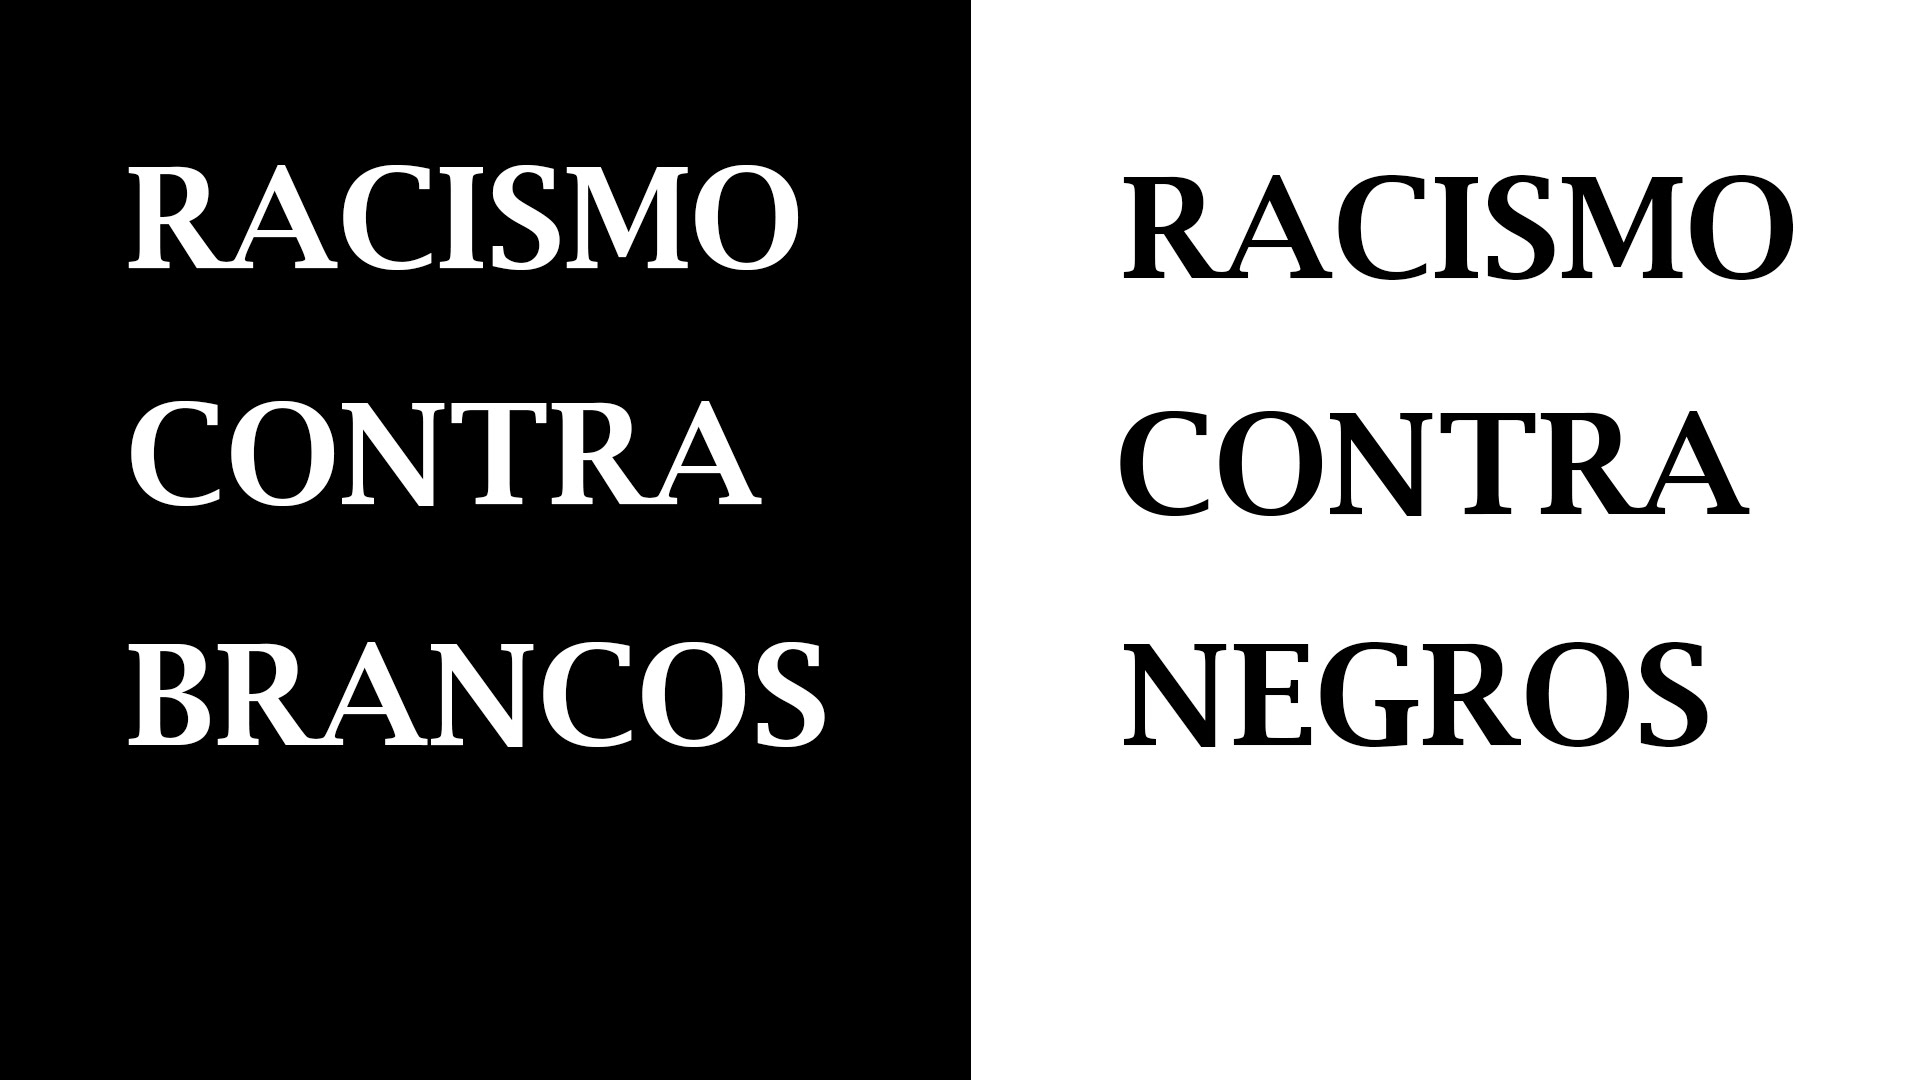 RACISMO
CONTRA
BRANCOS
RACISMO
CONTRA
NEGROS